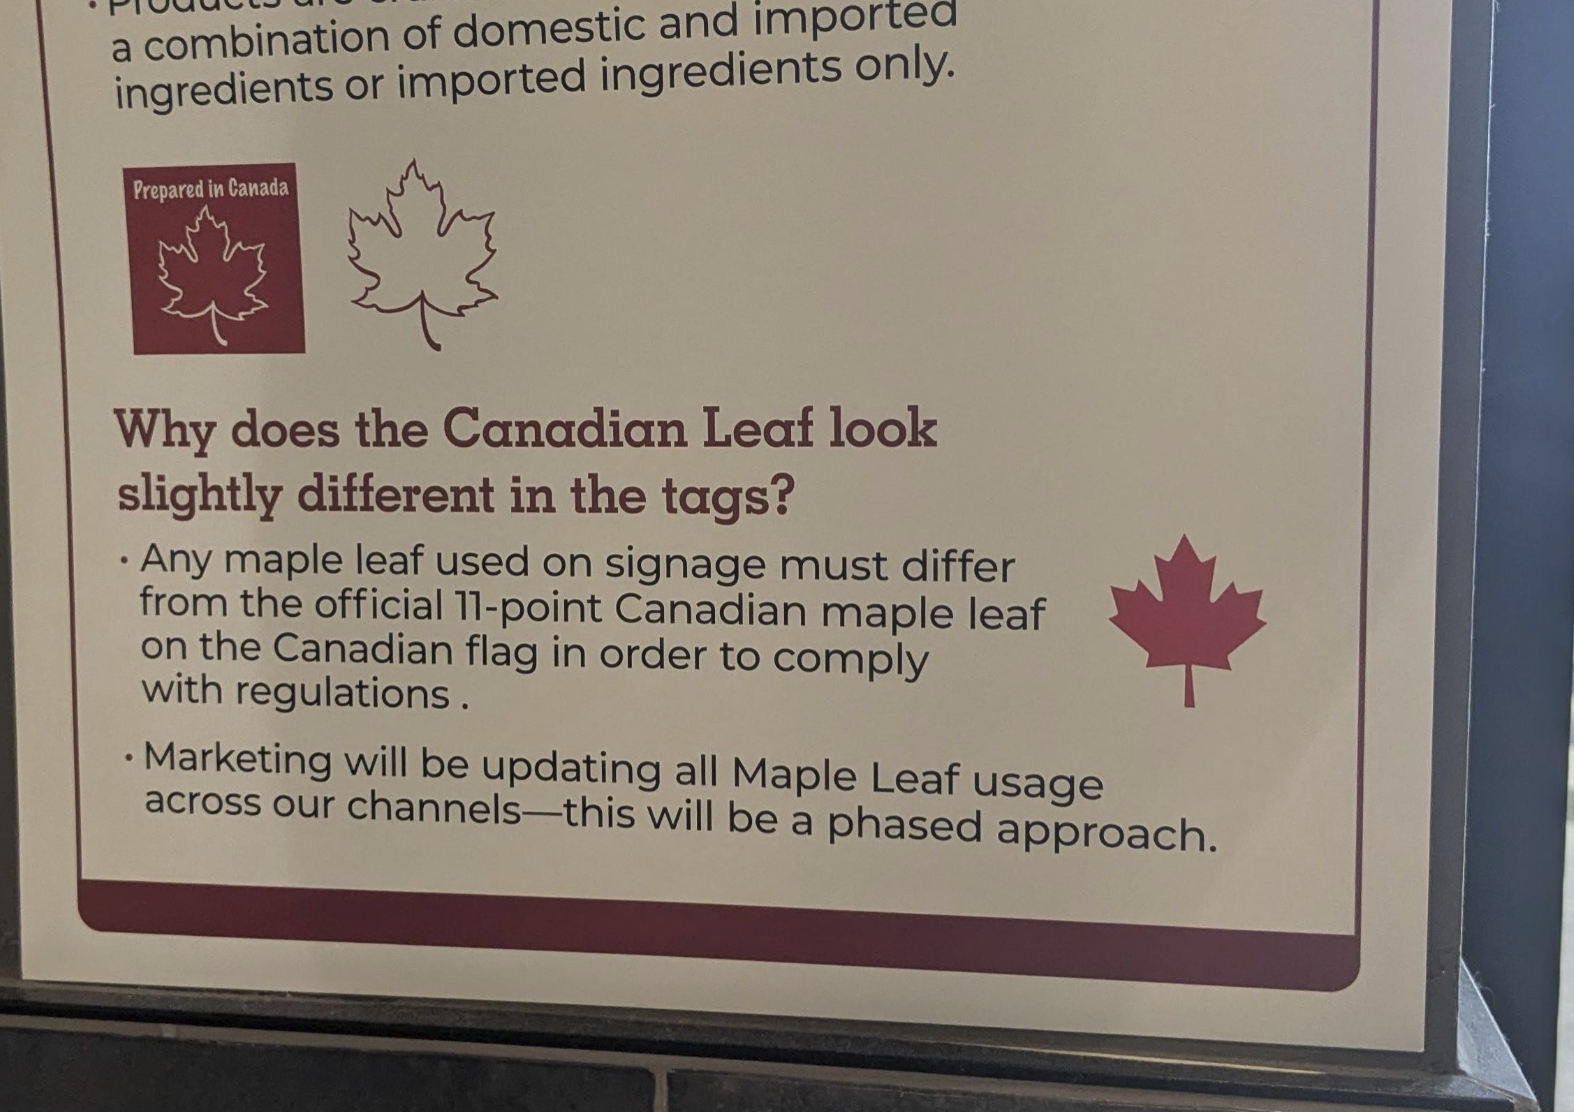 • Products are
a combination of domestic and imported
ingredients or imported ingredients only.
Prepared in Canada
Why does the Canadian Leaf look
slightly different in the tags?
• Any maple leaf used on signage must differ
from the official 11-point Canadian maple leaf
on the Canadian flag in order to comply
with regulations .
• Marketing will be updating all Maple Leaf usage
across our channels—this will be a phased approach.